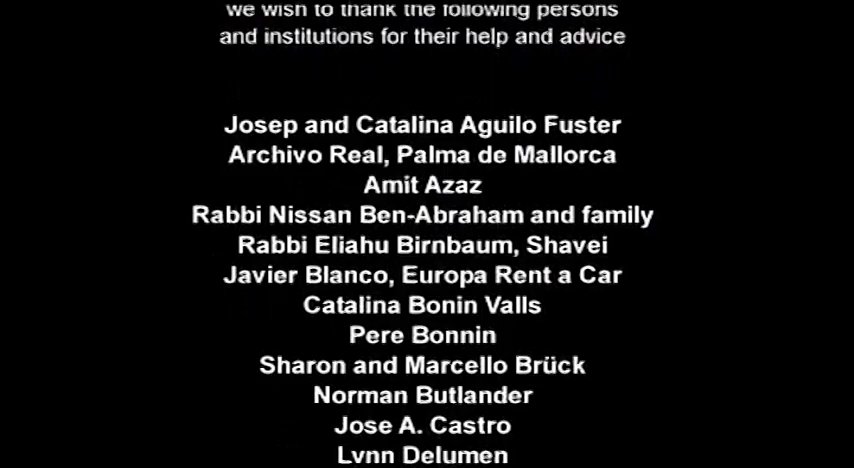 we wish to thank the following persons
and institutions for their help and advice
Josep and Catalina Aguilo Fuster
Archivo Real, Palma de Mallorca
Amit Azaz
Rabbi Nissan Ben-Abraham and family
Rabbi Eliahu Birnbaum, Shavei
Javier Blanco, Europa Rent a Car
Catalina Bonin Valls
Pere Bonnin
Sharon and Marcello Brück
Norman Butlander
Jose A. Castro
Lynn Delumen